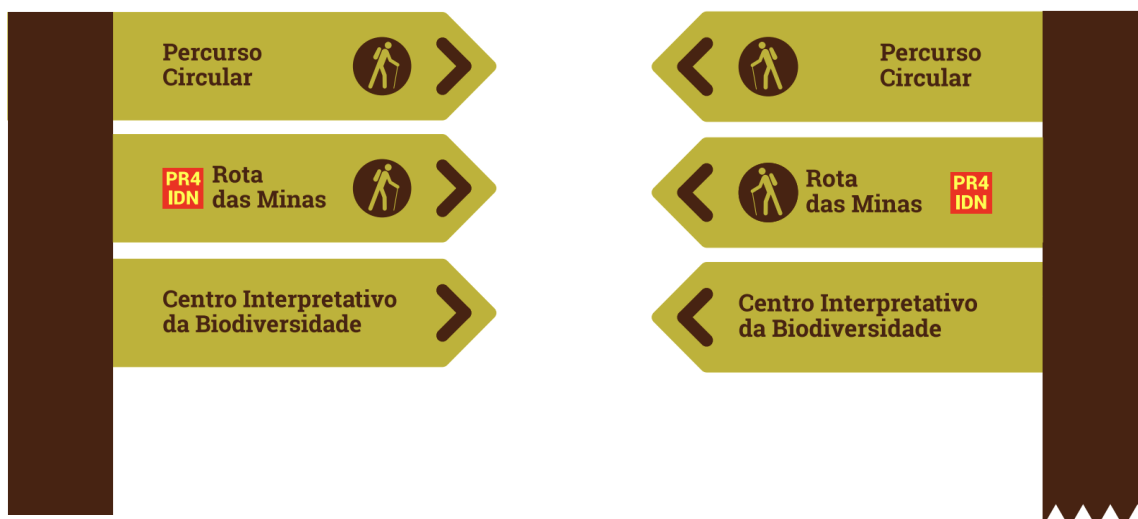 Percurso
Circular
PR4
IDN
Rota
das Minas
Centro Interpretativo
da Biodiversidade
Percurso
Circular
Rota
das Minas
PR4
IDN
Centro Interpretativo
da Biodiversidade